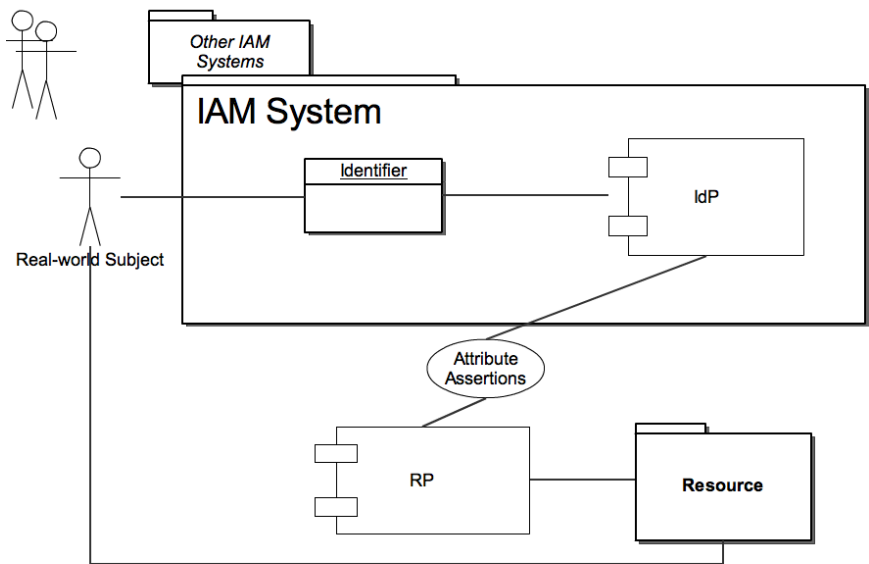 Other IAM
Systems
IAM System
Identifier
IdP
Real-world Subject
Attribute
Assertions
RP
Resource